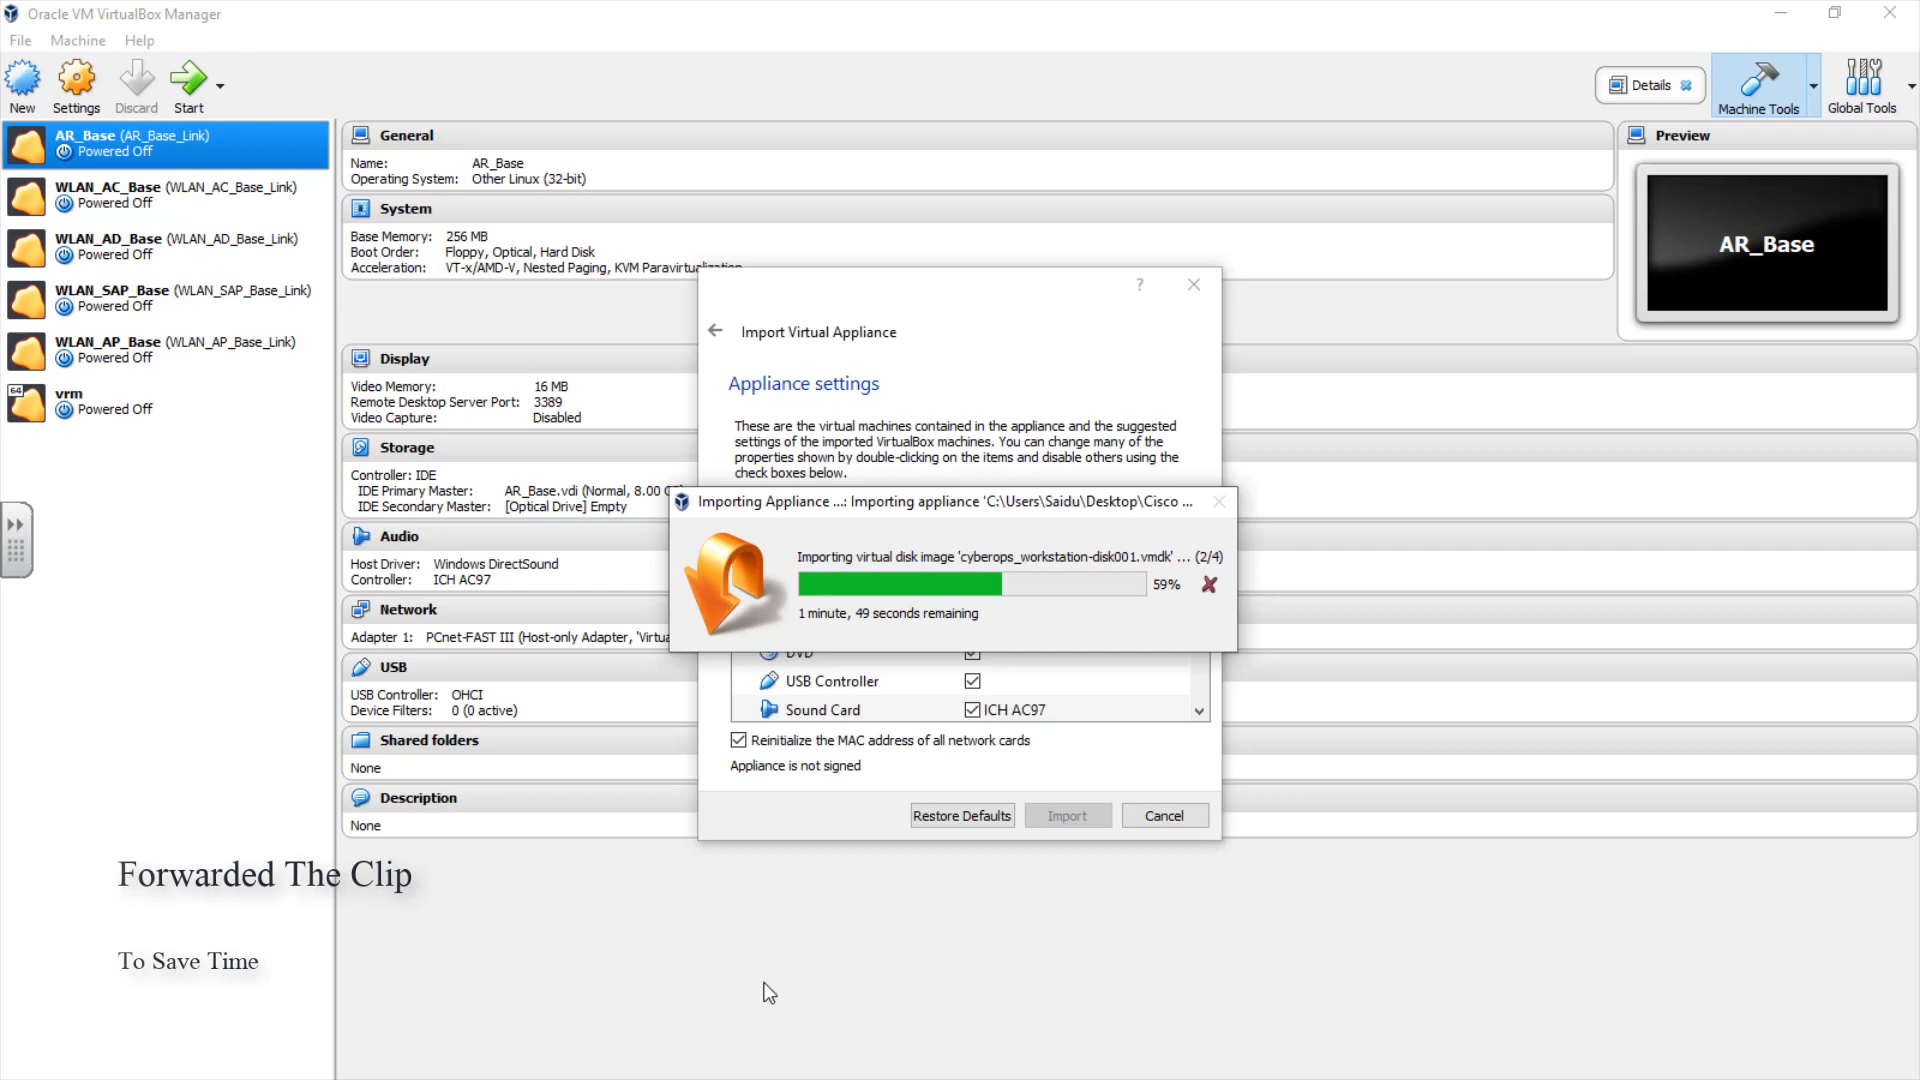 Oracle VM VirtualBox Manager
File Machine Help
New Settings Discard Start
Details
Machine Tools
Global Tools
AR_Base (AR_Base_Link)
Powered Off
WLAN_AC_Base (WLAN_AC_Base_Link)
Powered Off
WLAN_AD_Base (WLAN_AD_Base_Link)
Powered Off
WLAN_SAP_Base (WLAN_SAP_Base_Link)
Powered Off
WLAN_AP_Base (WLAN_AP_Base_Link)
Powered Off
64
vrm
Powered Off
General
Name: AR_Base
Operating System: Other Linux (32-bit)
System
Base Memory: 256 MB
Boot Order: Floppy, Optical, Hard Disk
Acceleration: VT-x/AMD-V, Nested Paging, KVM Paravirtualization
Preview
AR_Base
Display
Video Memory: 16 MB
Remote Desktop Server Port: 3389
Video Capture: Disabled
Storage
Controller: IDE
IDE Primary Master: AR_Base.vdi (Normal, 8.00
IDE Secondary Master: [Optical Drive] Empty
Audio
Host Driver: Windows DirectSound
Controller: ICH AC97
Network
Adapter 1: PCnet-FAST III (Host-only Adapter, 'Virtu
USB
USB Controller: OHCI
Device Filters: 0 (0 active)
Shared folders
None
Description
None
?
Import Virtual Appliance
Appliance settings
These are the virtual machines contained in the appliance and the suggested
settings of the imported VirtualBox machines. You can change many of the
properties shown by double-clicking on the items and disable others using the
check boxes below.
Importing Appliance ...: Importing appliance 'C:\Users\Saidu\Desktop\Cisco ...
Importing virtual disk image 'cyberops_workstation-disk001.vmdk' ... (2/4)
59%
1 minute, 49 seconds remaining
DVD
USB Controller
Sound Card ICH AC97
Reinitialize the MAC address of all network cards
Appliance is not signed
Restore Defaults Import Cancel
Forwarded The Clip
To Save Time